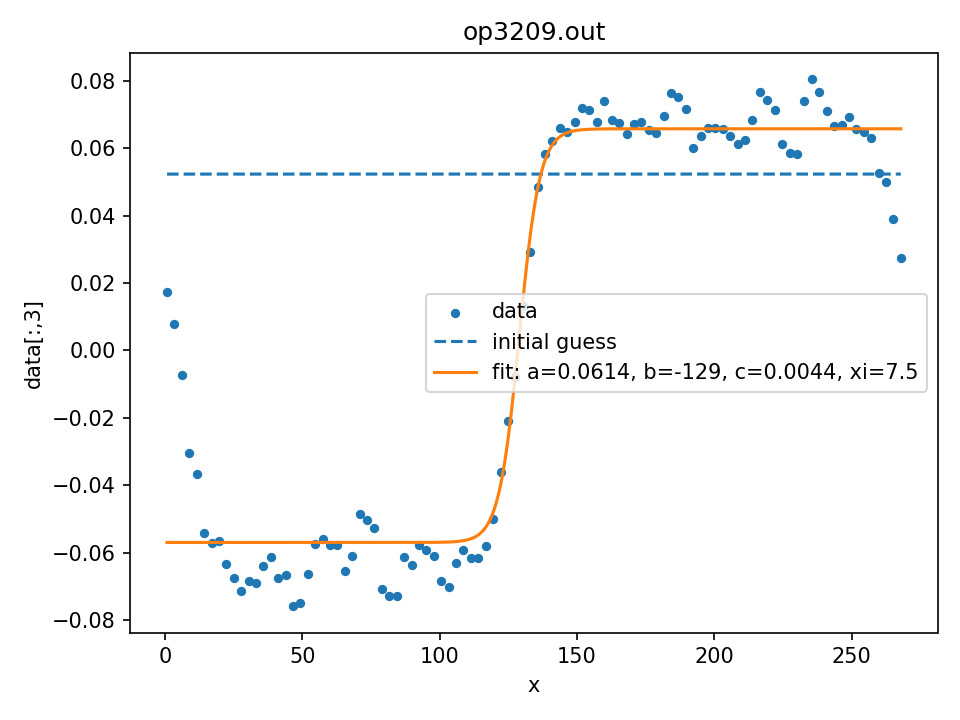 op3209.out
0.08
0.06
0.04
0.02
0.00
−0.02
−0.04
−0.06
−0.08
data[:,3]
data
initial guess
fit: a=0.0614, b=-129, c=0.0044, xi=7.5
0 50 100 150 200 250
x